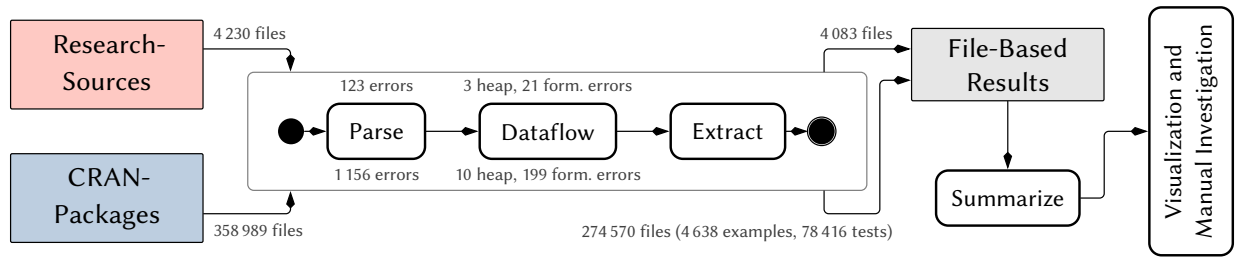 Research-
Sources
4 230 files
CRAN-
Packages
358 989 files
123 errors
Parse
1 156 errors
3 heap, 21 form. errors
Dataflow
10 heap, 199 form. errors
Extract
4 083 files
274 570 files (4 638 examples, 78 416 tests)
File-Based
Results
Summarize
Visualization and
Manual Investigation